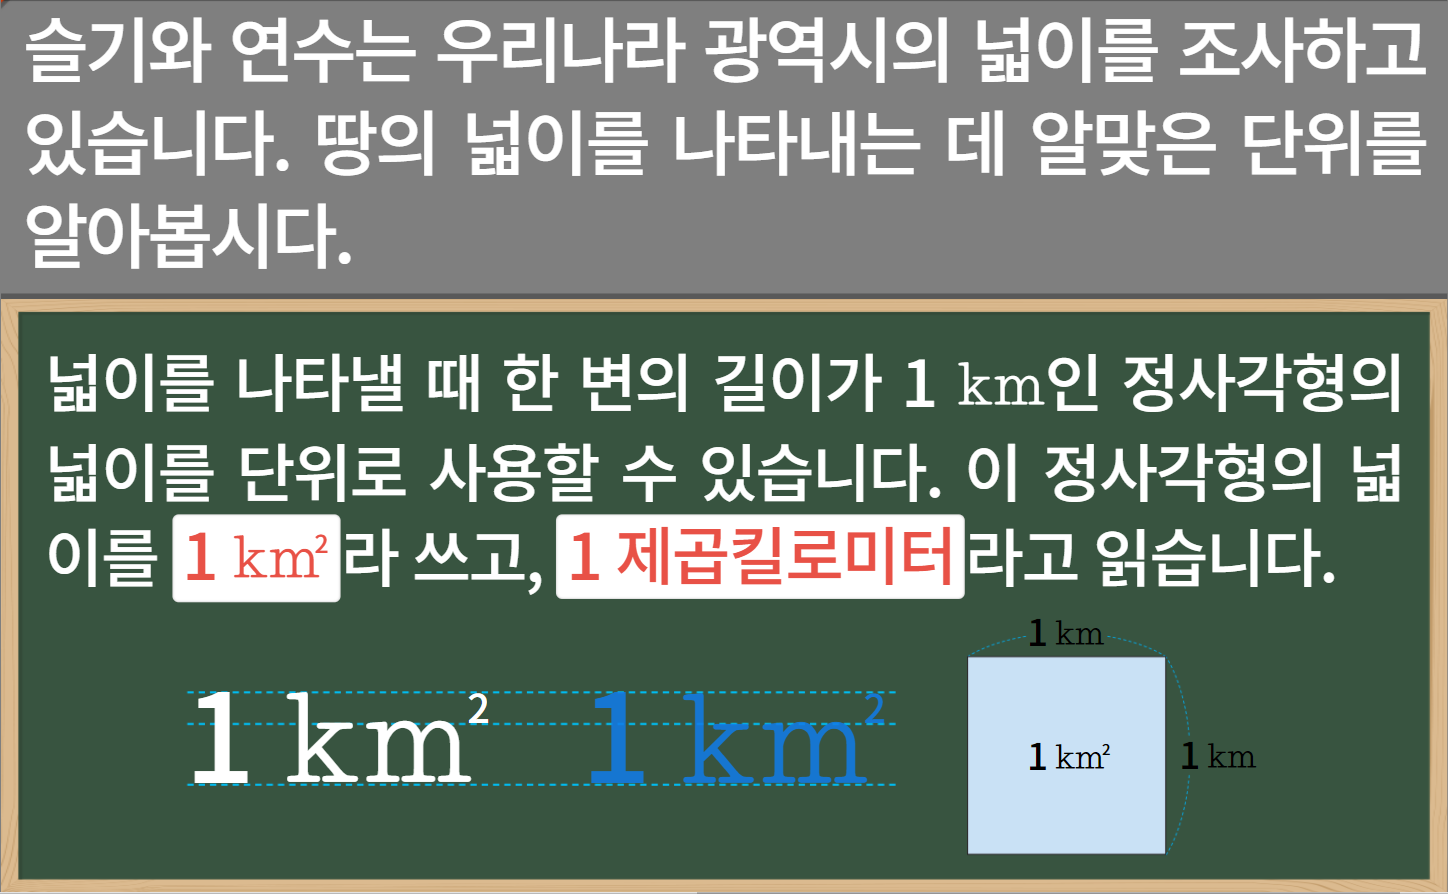 슬기와 연수는 우리나라 광역시의 넓이를 조사하고
있습니다. 땅의 넓이를 나타내는 데 알맞은 단위를
알아봅시다.
넓이를 나타낼 때 한 변의 길이가 1 km인 정사각형의
넓이를 단위로 사용할 수 있습니다. 이 정사각형의 넓
이를 1 km²라 쓰고, 1 제곱킬로미터라고 읽습니다.
1 km
1 km² 1 km²
1 km² 1 km